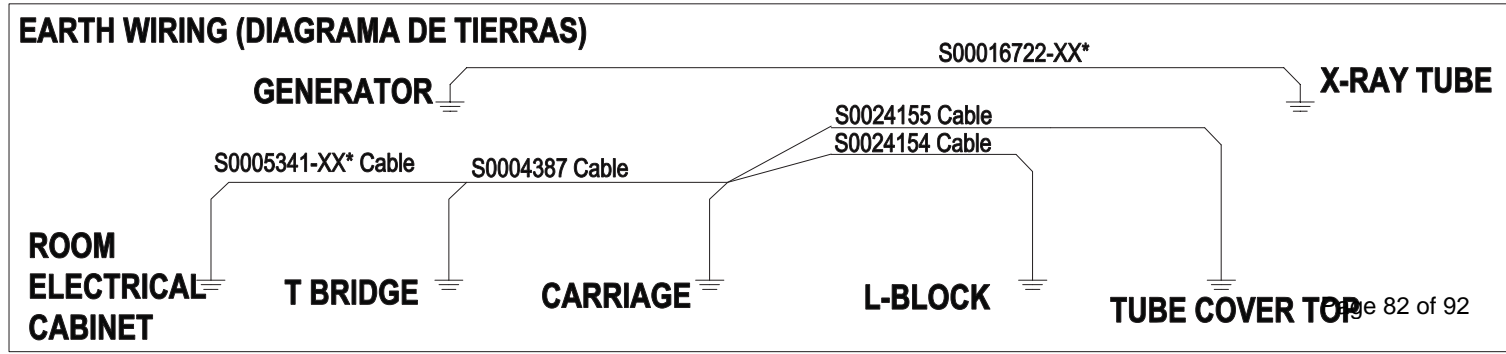 EARTH WIRING (DIAGRAMA DE TIERRAS)
S00016722-XX*
GENERATOR
X-RAY TUBE
S0024155 Cable
S0024154 Cable
S0005341-XX* Cable
S0004387 Cable
ROOM
ELECTRICAL
CABINET
T BRIDGE
CARRIAGE
L-BLOCK
TUBE COVER TOP
Page 82 of 92